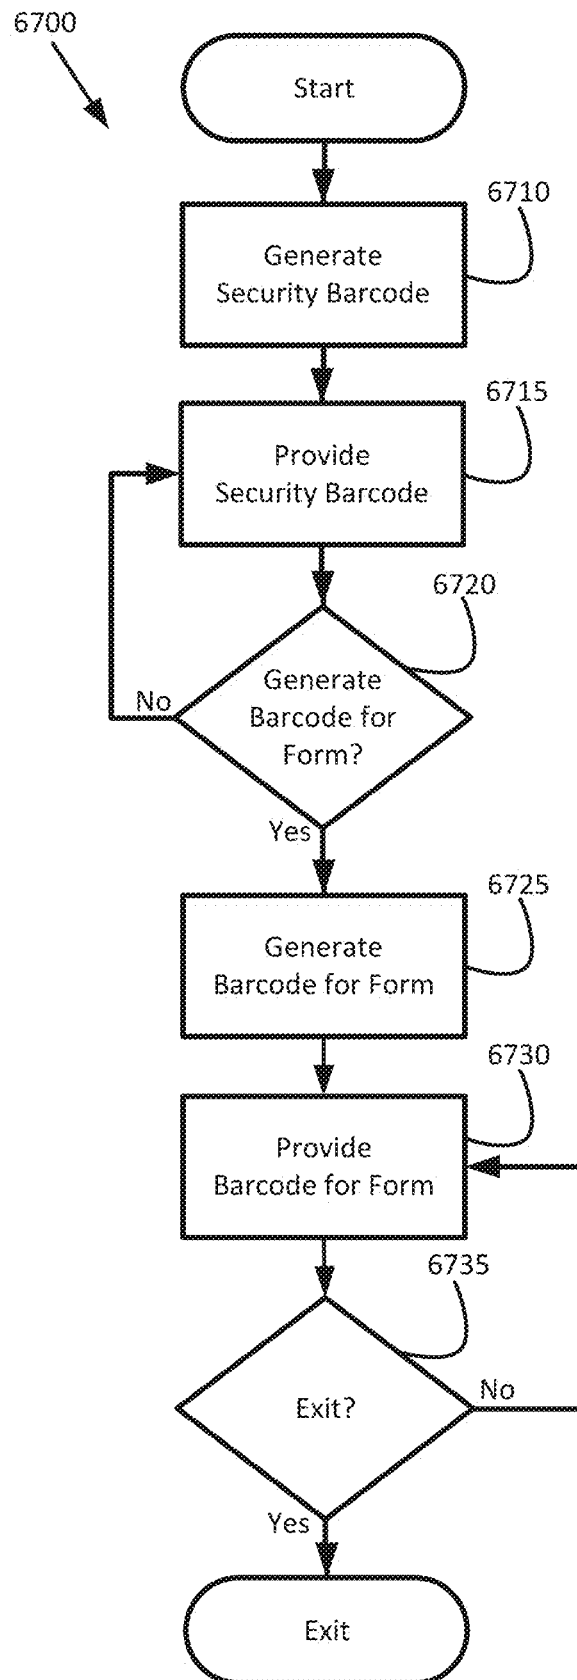 6700
Start
6710
Generate
Security Barcode
6715
Provide
Security Barcode
6720
Generate
Barcode for
Form?
No
Yes
6725
Generate
Barcode for Form
6730
Provide
Barcode for Form
6735
Exit?
No
Yes
Exit